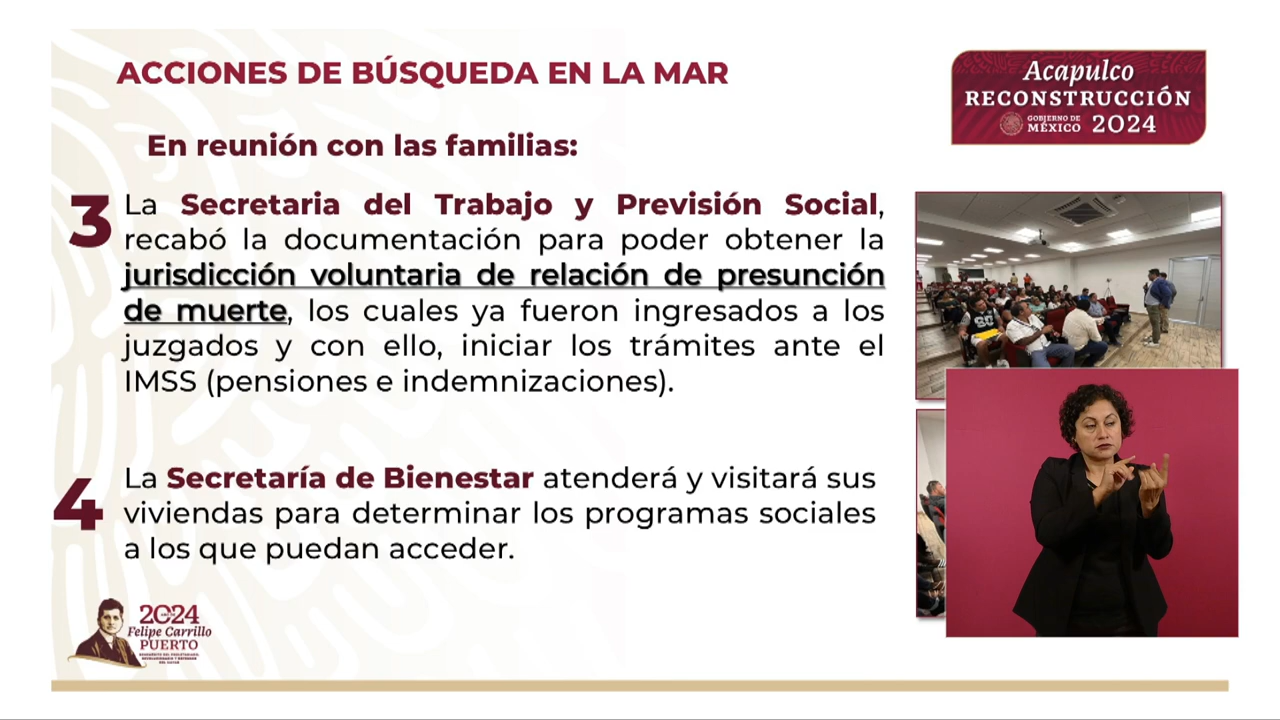 ACCIONES DE BÚSQUEDA EN LA MAR
Acapulco
RECONSTRUCCIÓN
GOBIERNO DE
MÉXICO
2024
En reunión con las familias:
3
La Secretaria del Trabajo y Previsión Social,
recabó la documentación para poder obtener la
jurisdicción voluntaria de relación de presunción
de muerte, los cuales ya fueron ingresados a los
juzgados y con ello, iniciar los trámites ante el
IMSS (pensiones e indemnizaciones).
4
La Secretaría de Bienestar atenderá y visitará sus
viviendas para determinar los programas sociales
a los que puedan acceder.
2024
Felipe Carrillo
PUERTO